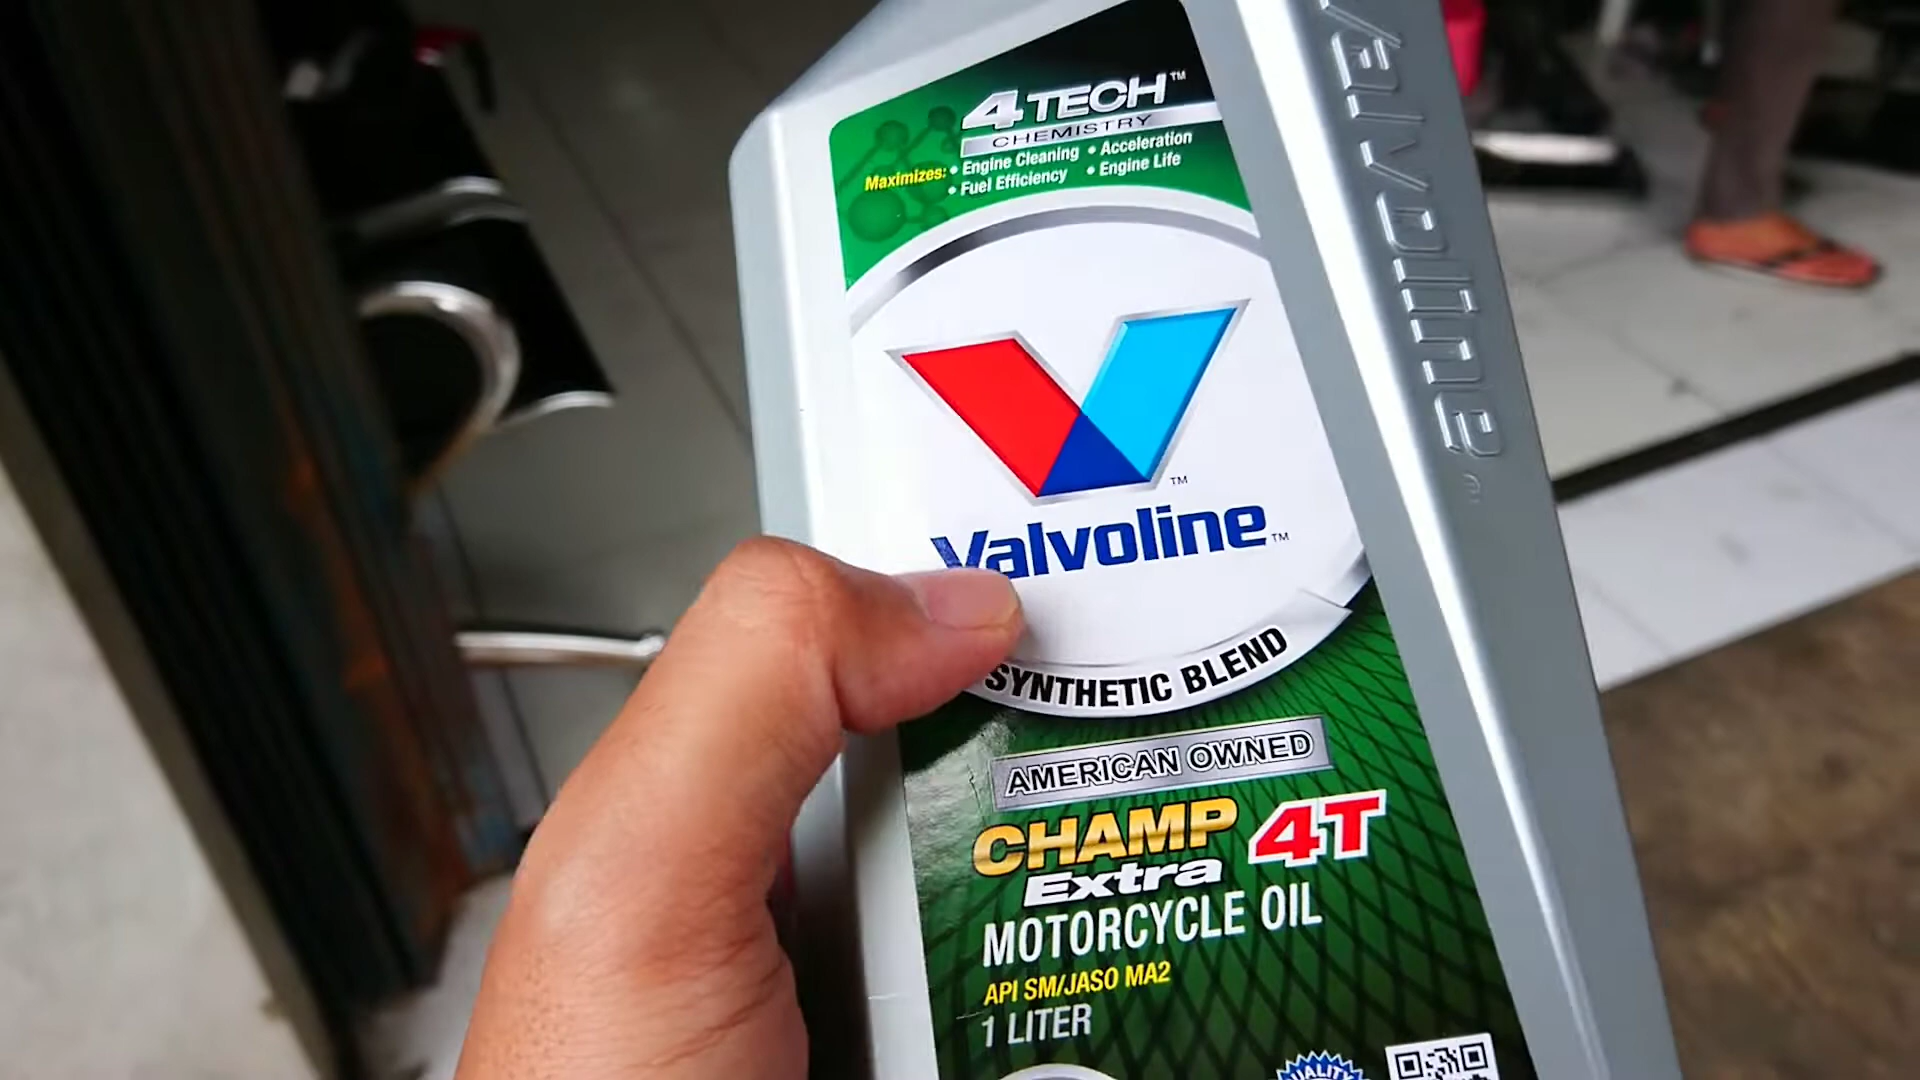 4TECH™
CHEMISTRY
Maximizes: • Engine Cleaning • Acceleration
• Fuel Efficiency • Engine Life
Valvoline™
SYNTHETIC BLEND
AMERICAN OWNED
CHAMP 4T
Extra
MOTORCYCLE OIL
API SM/JASO MA2
1 LITER
QUALITY
Valvoline